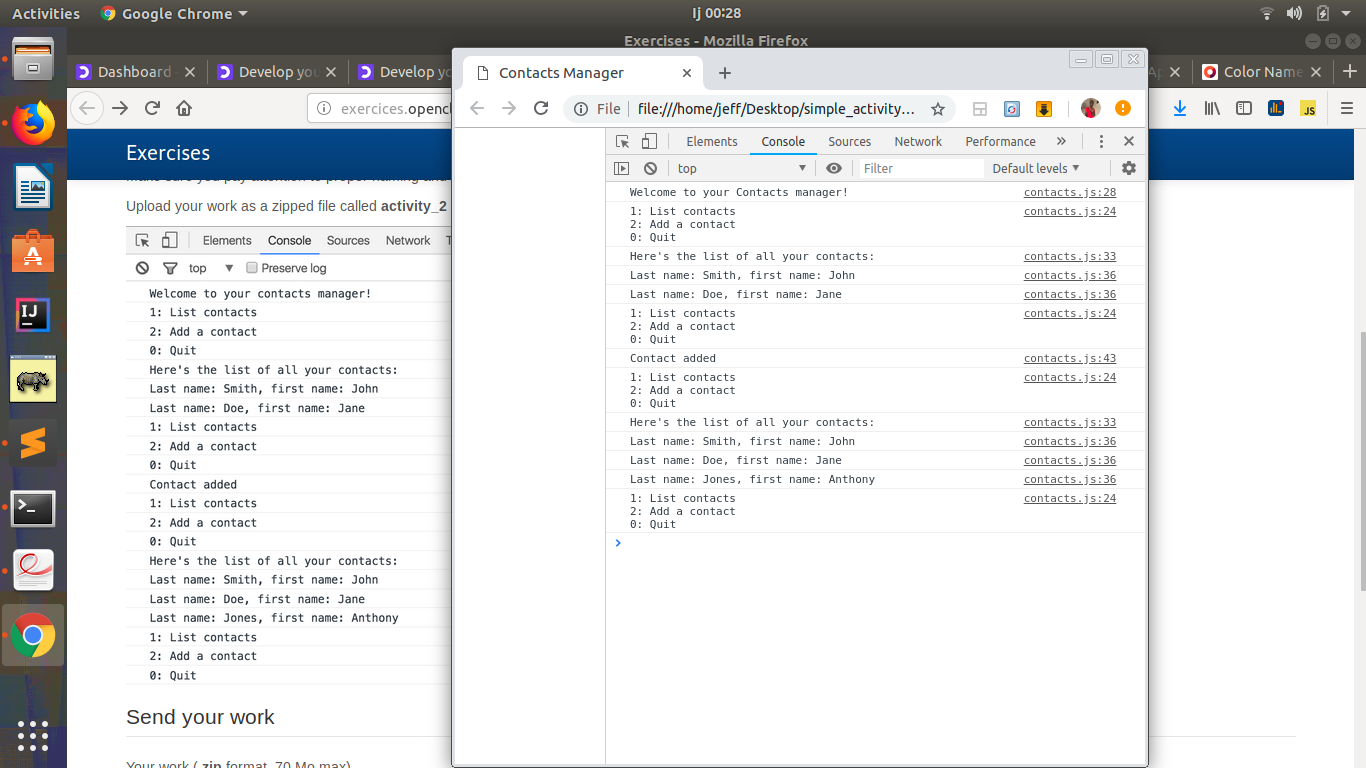 Activities
Google Chrome
Ij 00:28
Exercises - Mozilla Firefox
Dashboard
Develop you
Develop yo
Color Name
exercices.opencl
Exercises
Upload your work as a zipped file called activity_2
Elements Console Sources Network
top Preserve log
Welcome to your contacts manager!
1: List contacts
2: Add a contact
0: Quit
Here's the list of all your contacts:
Last name: Smith, first name: John
Last name: Doe, first name: Jane
1: List contacts
2: Add a contact
0: Quit
Contact added
1: List contacts
2: Add a contact
0: Quit
Here's the list of all your contacts:
Last name: Smith, first name: John
Last name: Doe, first name: Jane
Last name: Jones, first name: Anthony
1: List contacts
2: Add a contact
0: Quit
Send your work
Your work (.zip format, 70 Mo max)
Contacts Manager
File file:///home/jeff/Desktop/simple_activity...
Elements Console Sources Network Performance
top Filter Default levels
Welcome to your Contacts manager! contacts.js:28
1: List contacts contacts.js:24
2: Add a contact
0: Quit
Here's the list of all your contacts: contacts.js:33
Last name: Smith, first name: John contacts.js:36
Last name: Doe, first name: Jane contacts.js:36
1: List contacts contacts.js:24
2: Add a contact
0: Quit
Contact added contacts.js:43
1: List contacts contacts.js:24
2: Add a contact
0: Quit
Here's the list of all your contacts: contacts.js:33
Last name: Smith, first name: John contacts.js:36
Last name: Doe, first name: Jane contacts.js:36
Last name: Jones, first name: Anthony contacts.js:36
1: List contacts contacts.js:24
2: Add a contact
0: Quit
JS
IJ